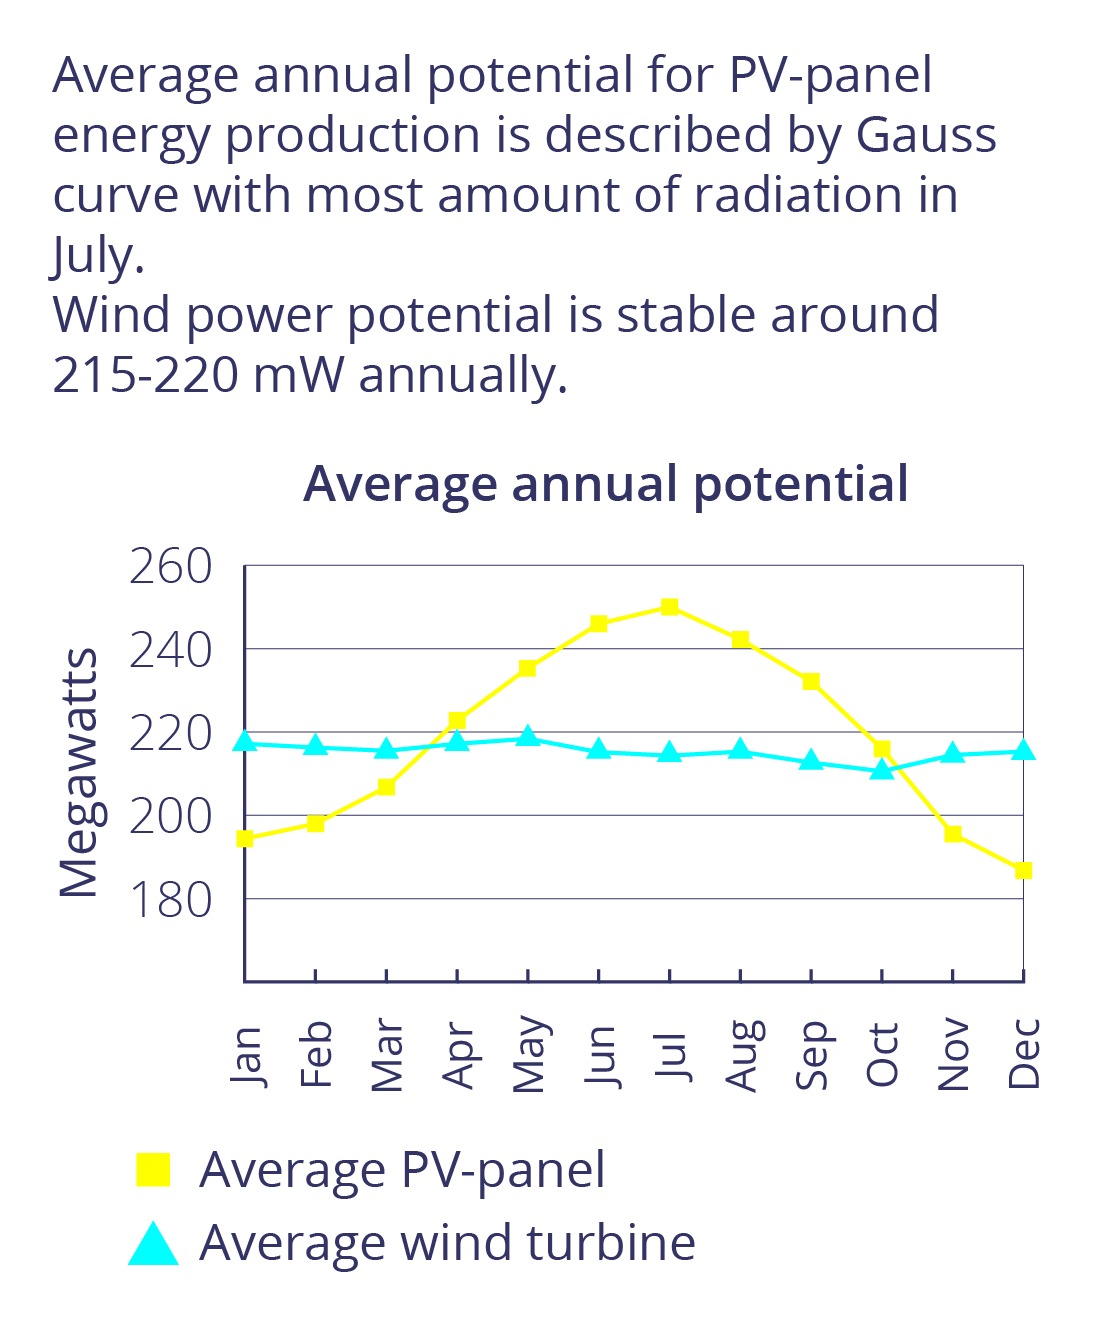 Average annual potential for PV-panel
energy production is described by Gauss
curve with most amount of radiation in
July.
Wind power potential is stable around
215-220 mW annually.
Average annual potential
Megawatts
260
240
220
200
180
Jan
Feb
Mar
Apr
May
Jun
Jul
Aug
Sep
Oct
Nov
Dec
Average PV-panel
Average wind turbine